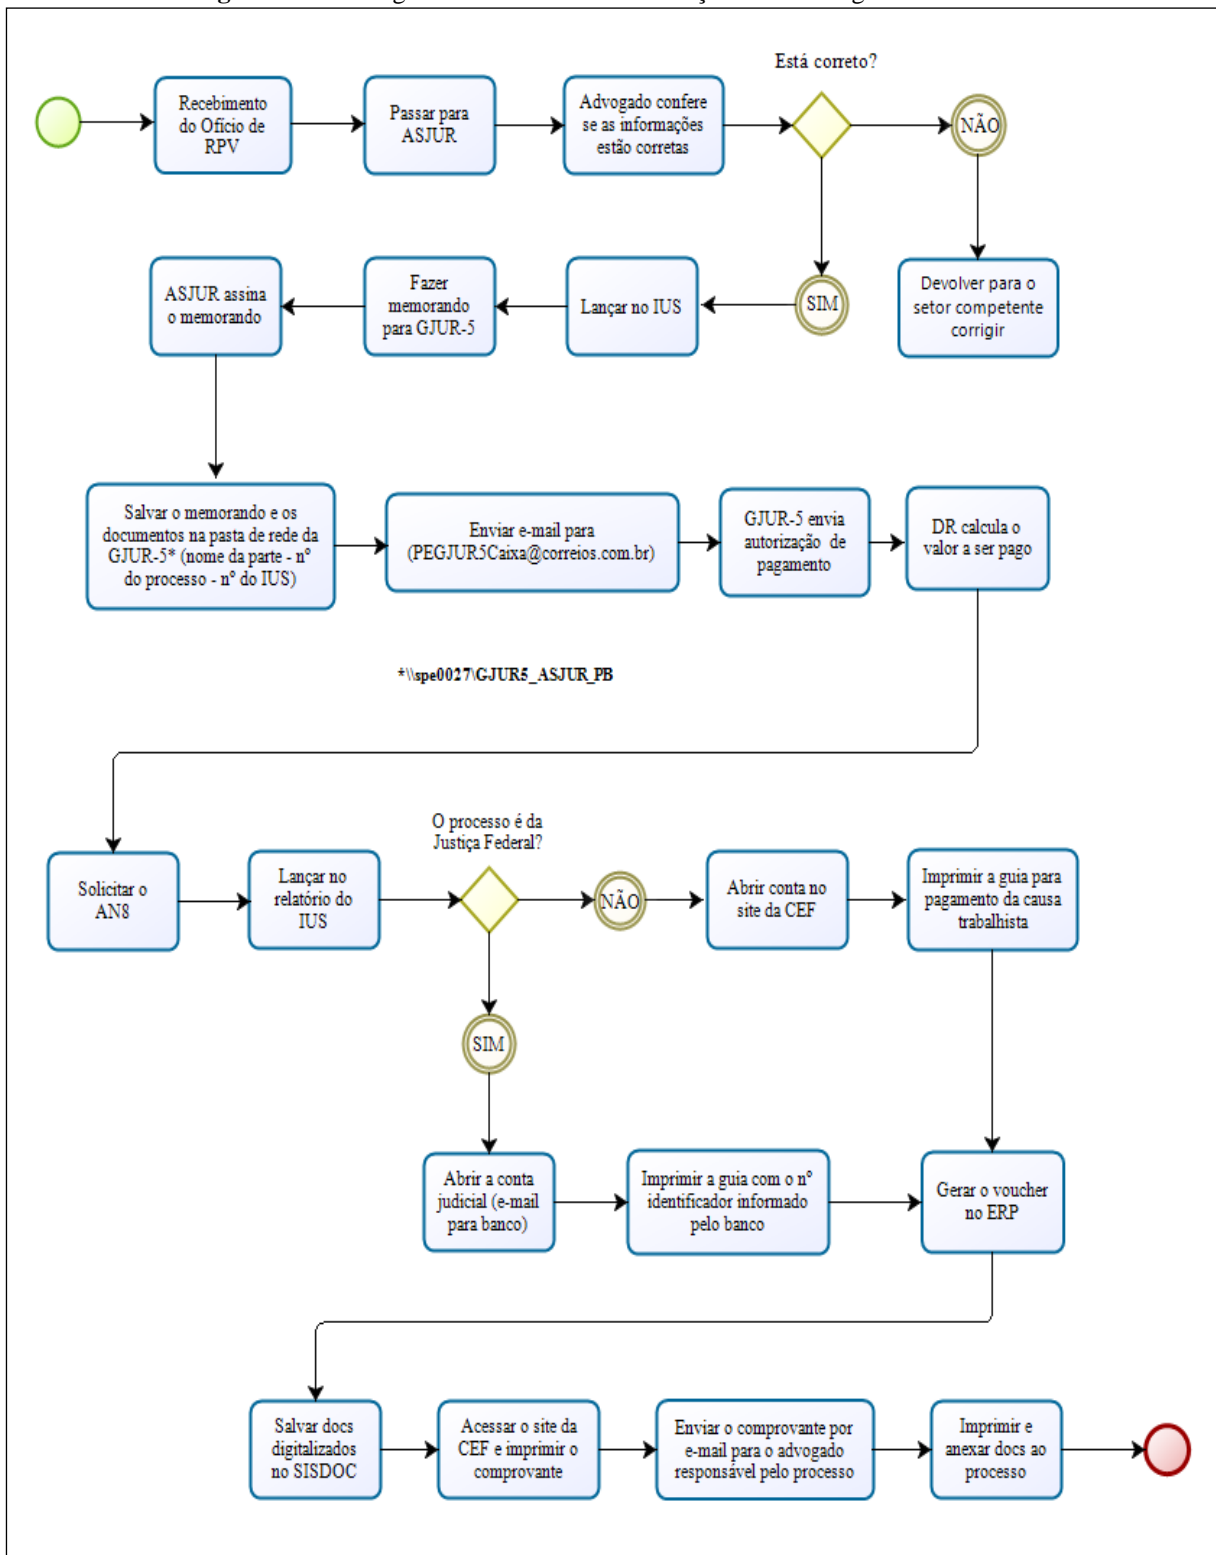 Está correto?
Recebimento
do Ofício de
RPV
Passar para
ASJUR
Advogado confere
se as informações
estão corretas
NÃO
ASJUR assina
o memorando
Fazer
memorando
para GJUR-5
Lançar no IUS
SIM
Devolver para o
setor competente
corrigir
Salvar o memorando e os
documentos na pasta de rede da
GJUR-5* (nome da parte - nº
do processo - nº do IUS)
Enviar e-mail para
(PEGJUR5Caixa@correios.com.br)
GJUR-5 envia
autorização de
pagamento
DR calcula o
valor a ser pago
*\\spe0027\GJUR5_ASJUR_PB
O processo é da
Justiça Federal?
Solicitar o
AN8
Lançar no
relatório do
IUS
NÃO
Abrir conta no
site da CEF
Imprimir a guia para
pagamento da causa
trabalhista
SIM
Abrir a conta
judicial (e-mail
para banco)
Imprimir a guia com o nº
identificador informado
pelo banco
Gerar o voucher
no ERP
Salvar docs
digitalizados
no SISDOC
Acessar o site da
CEF e imprimir o
comprovante
Enviar o comprovante por
e-mail para o advogado
responsável pelo processo
Imprimir e
anexar docs ao
processo